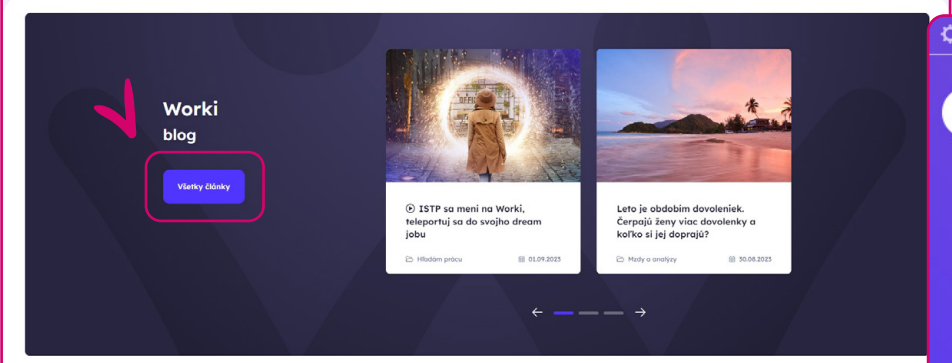 Worki
blog
Všetky články
OFFIC
ISTP sa mení na Worki,
teleportuj sa do svojho dream
jobu
Hľadám prácu
01.09.2023
Leto je obdobím dovoleniek.
Čerpajú ženy viac dovolenky a
koľko si jej doprajú?
Mzdy a analýzy
30.08.2023